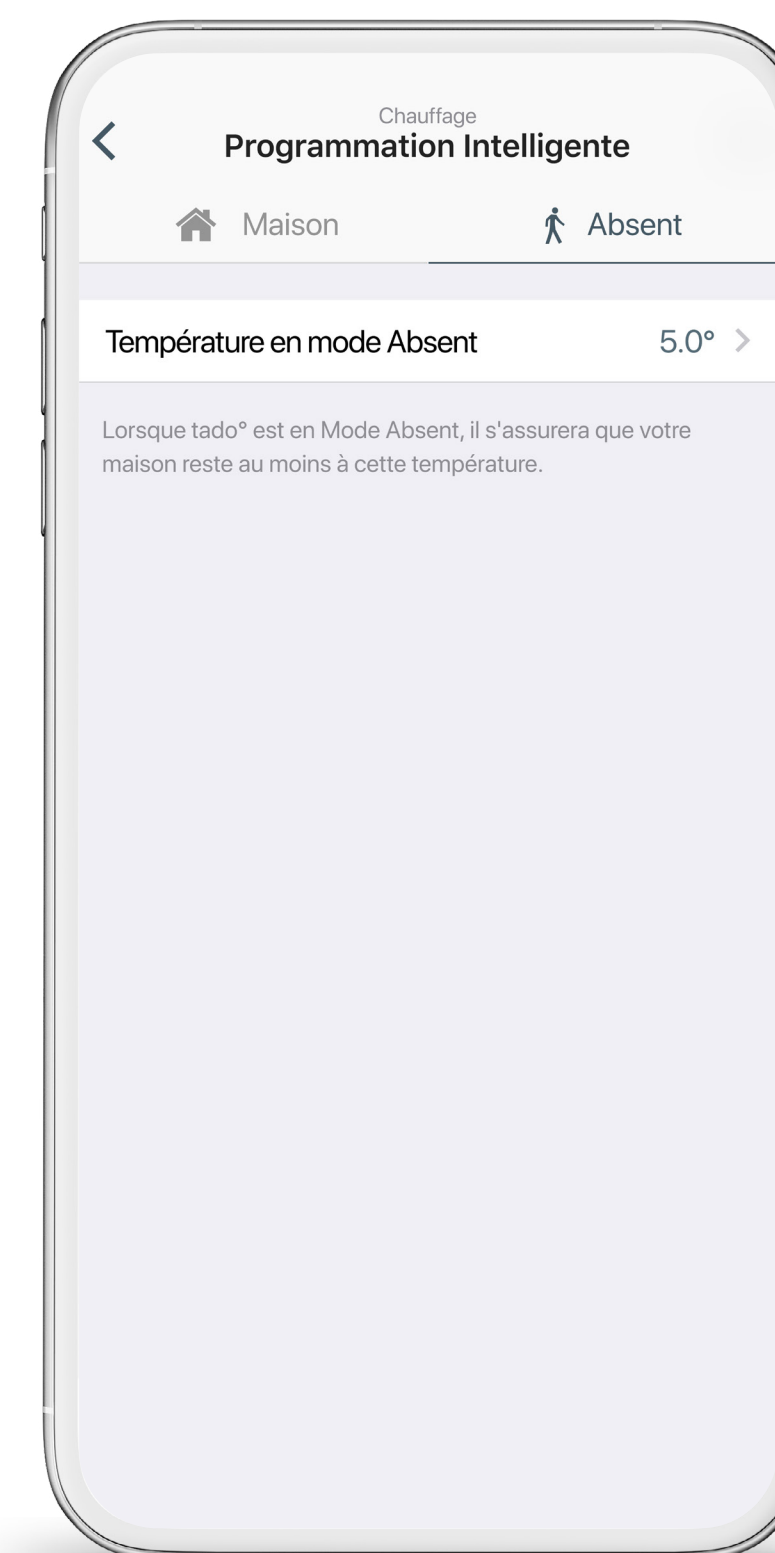 Chauffage
Programmation Intelligente
Maison
Absent
Température en mode Absent 5.0°
Lorsque tado° est en Mode Absent, il s'assurera que votre
maison reste au moins à cette température.